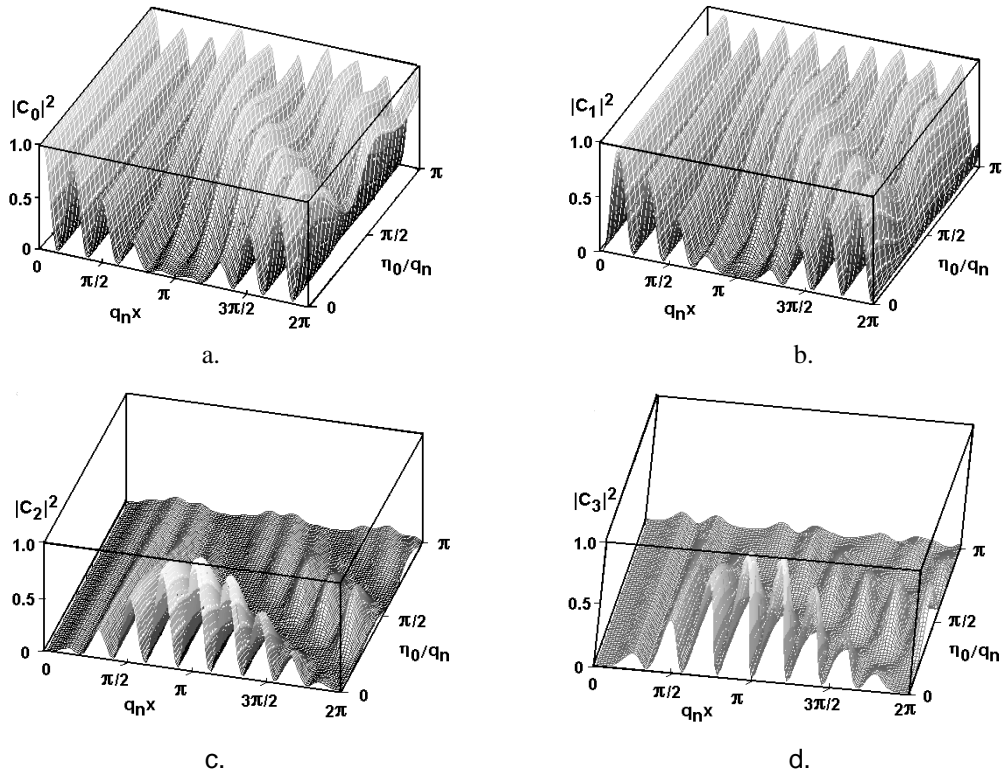 |C₀|²
1.0
0.5
0
0
π/2
π
3π/2
2π
qₙx
0
π/2
π
η₀/qₙ
a.
|C₁|²
1.0
0.5
0
0
π/2
π
3π/2
2π
qₙx
0
π/2
π
η₀/qₙ
b.
|C₂|²
1.0
0.5
0
0
π/2
π
3π/2
2π
qₙx
0
π/2
π
η₀/qₙ
c.
|C₃|²
1.0
0.5
0
0
π/2
π
3π/2
2π
qₙx
0
π/2
π
η₀/qₙ
d.